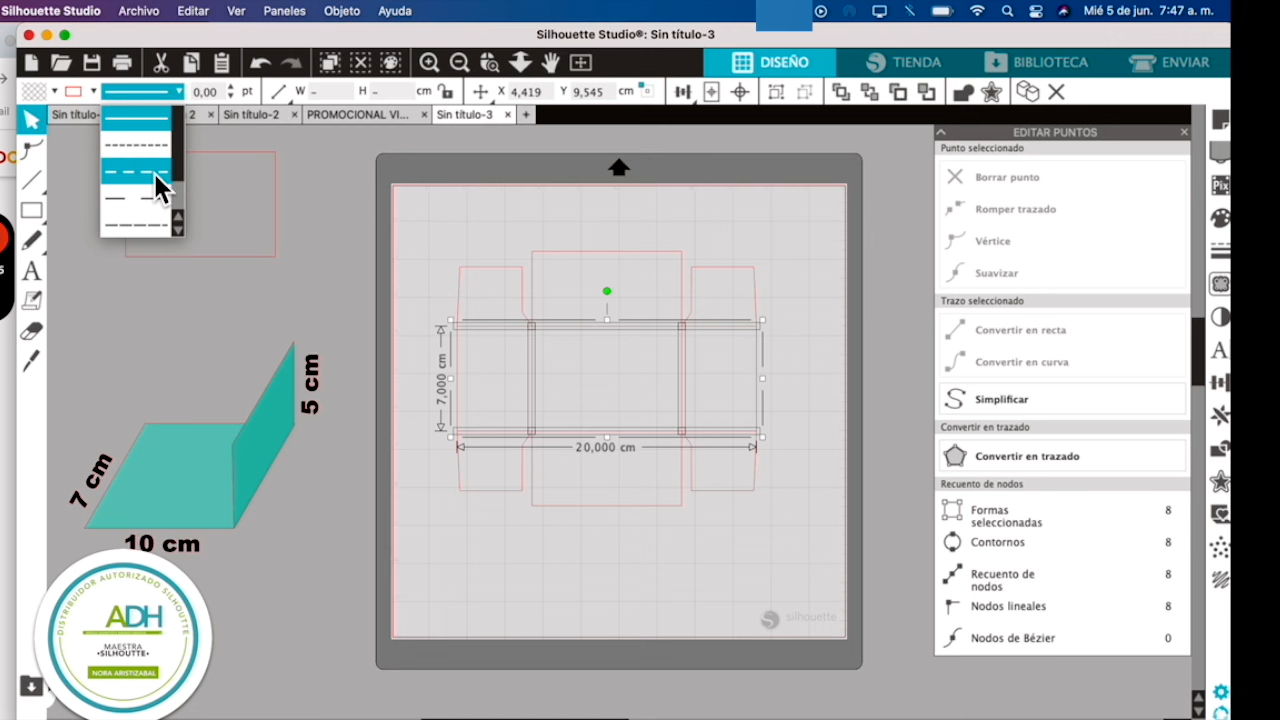 Silhouette Studio Archivo Editar Ver Paneles Objeto Ayuda Mié 5 de jun. 7:47 a. m.
Silhouette Studio®: Sin título-3
DISEÑO TIENDA BIBLIOTECA ENVIAR
0,00 pt W - H - cm X 4,419 Y 9,545 cm
Sin título- 2 × Sin título-2 × PROMOCIONAL VI... × Sin título-3 × +
EDITAR PUNTOS
Punto seleccionado
Borrar punto
Romper trazado
Vértice
Suavizar
Trazo seleccionado
Convertir en recta
Convertir en curva
Simplificar
Convertir en trazado
Convertir en trazado
Recuento de nodos
Formas seleccionadas 8
Contornos 8
Recuento de nodos 8
Nodos lineales 8
Nodos de Bézier 0
Pix
A
A
7,000 cm
20,000 cm
silhouette
5 cm
7 cm
10 cm
DISTRIBUIDOR AUTORIZADO SILHOUTTE
ADH
MAESTRA
•SILHOUTTE•
NORA ARISTIZABAL